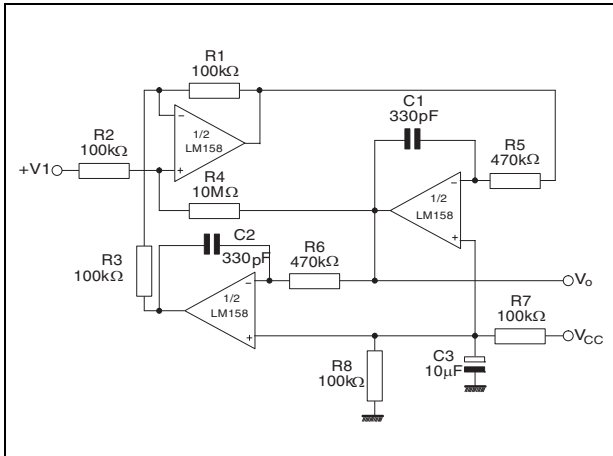 R1
100kΩ
C1
330pF
R2
100kΩ
1/2
LM158
R5
470kΩ
+V1
R4
10MΩ
1/2
LM158
C2
330pF
R6
470kΩ
R3
100kΩ
1/2
LM158
Vo
R7
100kΩ
VCC
R8
100kΩ
C3
10µF
−
+
−
+
−
+